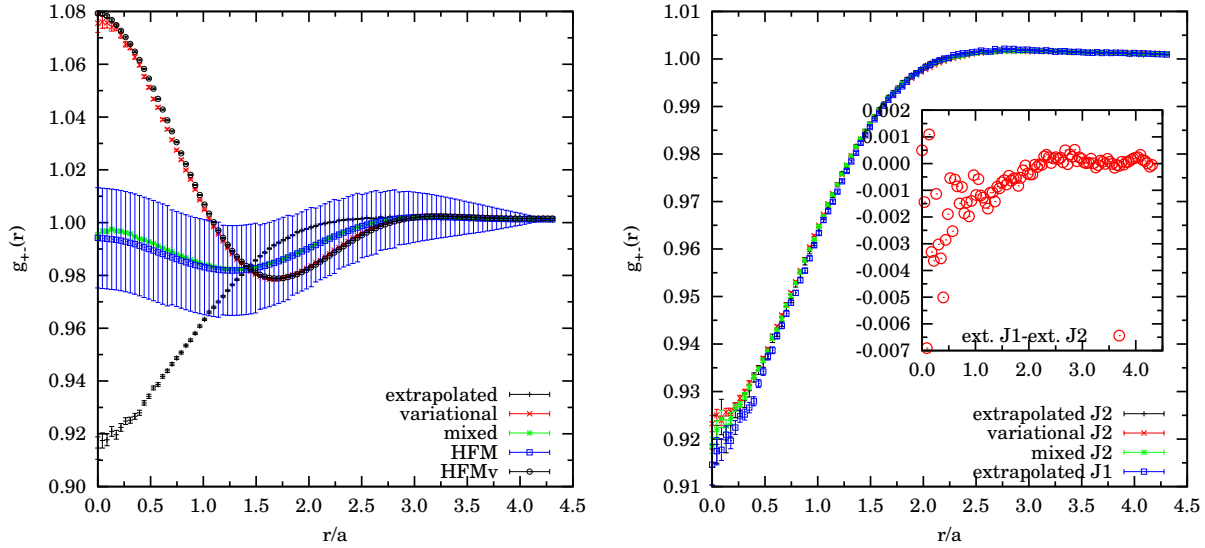 1.08
1.06
1.04
1.02
1.00
0.98
0.96
0.94
0.92
0.90
g+-(r)
0.0 0.5 1.0 1.5 2.0 2.5 3.0 3.5 4.0 4.5
r/a
extrapolated
variational
mixed
HFM
HFMv
1.01
1.00
0.99
0.98
0.97
0.96
0.95
0.94
0.93
0.92
0.91
g+-(r)
0.0 0.5 1.0 1.5 2.0 2.5 3.0 3.5 4.0 4.5
r/a
0.002
0.001
0.000
-0.001
-0.002
-0.003
-0.004
-0.005
-0.006
-0.007
ext. J1-ext. J2
0.0 1.0 2.0 3.0 4.0
extrapolated J2
variational J2
mixed J2
extrapolated J1